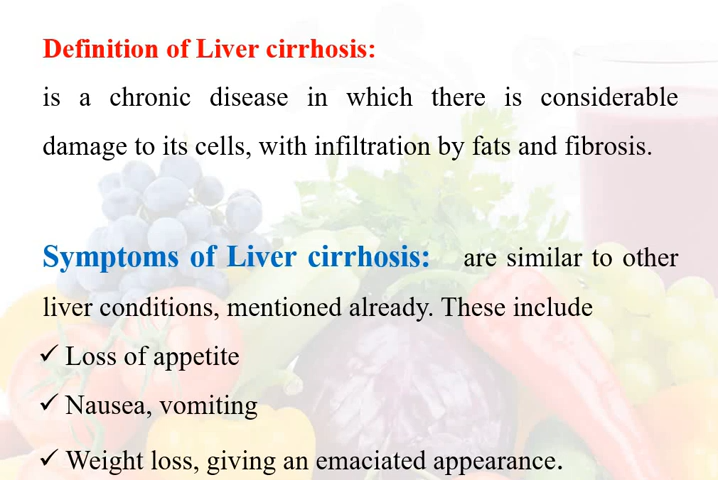 Definition of Liver cirrhosis:
is a chronic disease in which there is considerable
damage to its cells, with infiltration by fats and fibrosis.
Symptoms of Liver cirrhosis: are similar to other
liver conditions, mentioned already. These include
✓ Loss of appetite
✓ Nausea, vomiting
✓ Weight loss, giving an emaciated appearance.